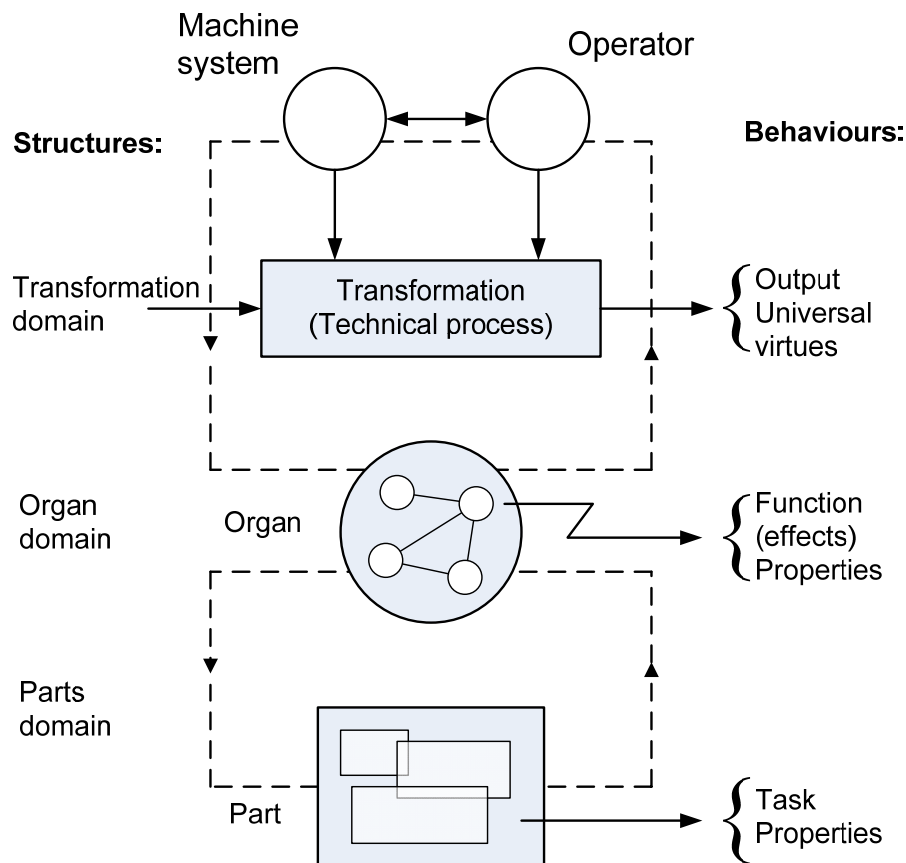 Machine
system
Operator
Structures:
Behaviours:
Transformation
domain
Transformation
(Technical process)
Output
Universal
virtues
Organ
domain
Organ
Function
(effects)
Properties
Parts
domain
Part
Task
Properties